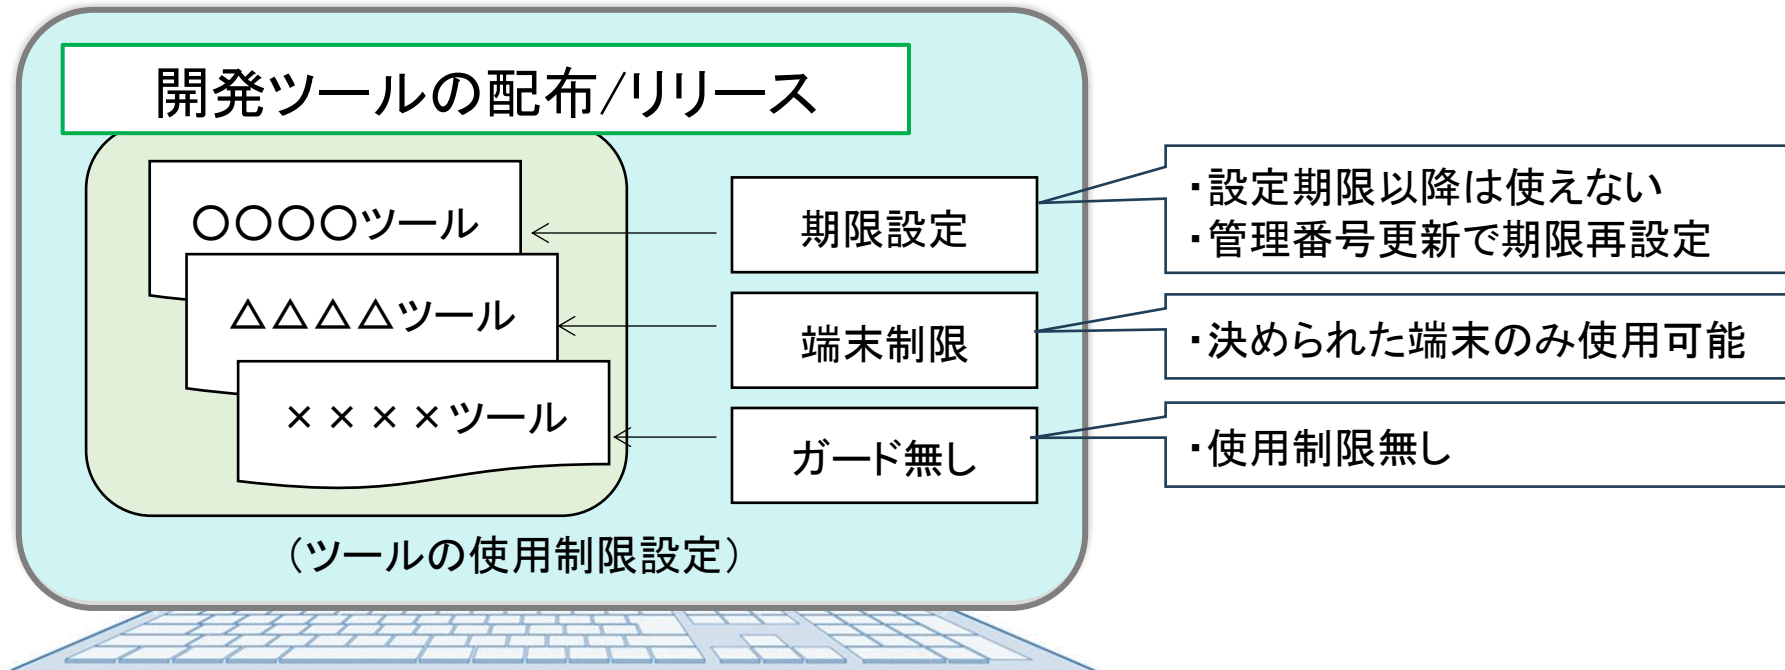 開発ツールの配布/リリース
〇〇〇〇ツール
△△△△ツール
××××ツール
(ツールの使用制限設定)
期限設定
端末制限
ガード無し
・設定期限以降は使えない
・管理番号更新で期限再設定
・決められた端末のみ使用可能
・使用制限無し